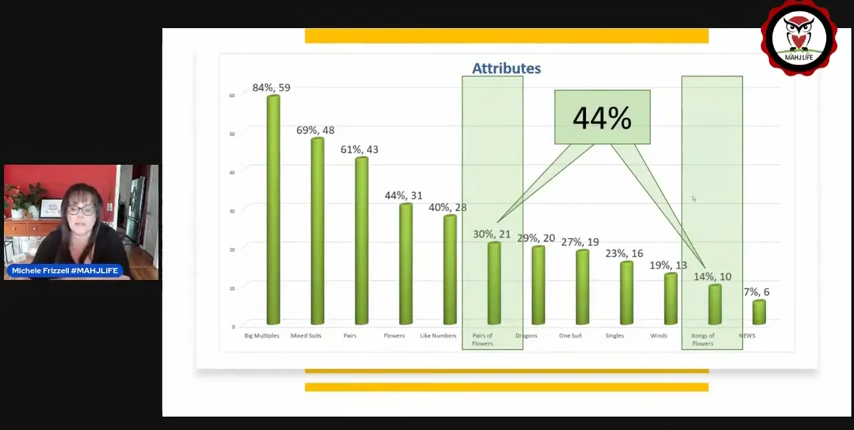 MAHJ LIFE
Attributes
44%
84%, 59
69%, 48
61%, 43
44%, 31
40%, 28
30%, 21
29%, 20
27%, 19
23%, 16
19%, 13
14%, 10
7%, 6
60
50
40
30
20
10
0
Big Multiples
Mixed Suits
Pairs
Flowers
Like Numbers
Pairs of
Flowers
Dragons
One Suit
Singles
Winds
Kongs of
Flowers
NEWS
Michele Frizzell #MAHJLIFE